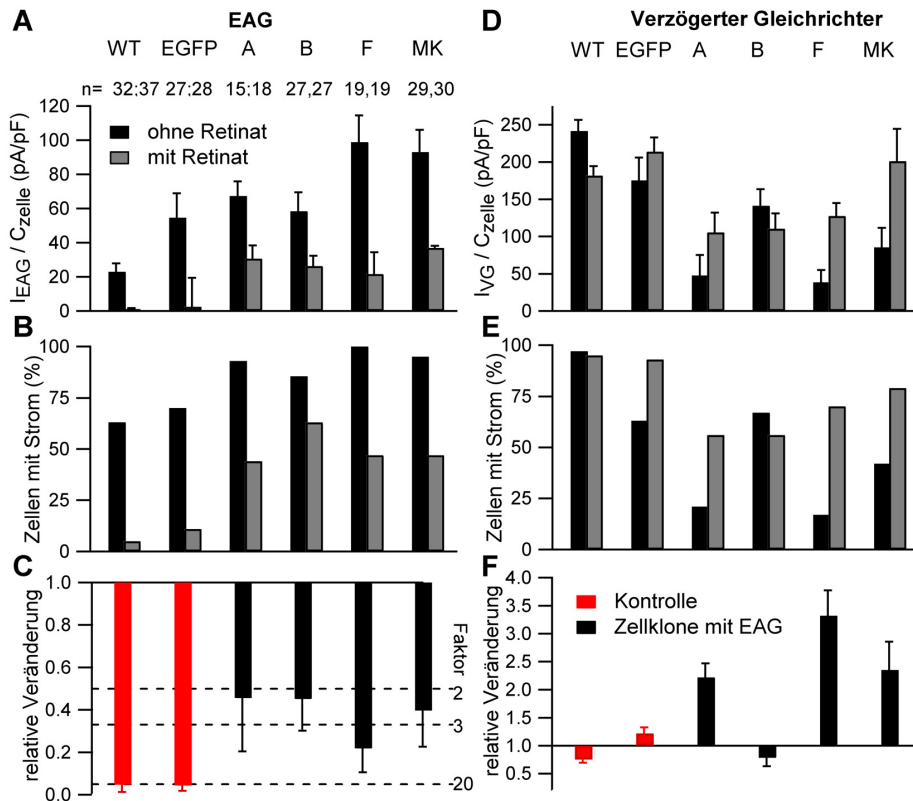 A
EAG
WT EGFP A B F MK
n= 32;37 27;28 15;18 27,27 19,19 29,30
I_EAG / C_Zelle (pA/pF)
120
100
80
60
40
20
0
ohne Retinat
mit Retinat
B
Zellen mit Strom (%)
100
75
50
25
0
C
relative Veränderung
1.0
0.8
0.6
0.4
0.2
0.0
Faktor
2
3
20
D
Verzögerter Gleichrichter
WT EGFP A B F MK
I_VG / C_Zelle (pA/pF)
250
200
150
100
50
0
E
Zellen mit Strom (%)
100
75
50
25
0
F
relative Veränderung
4.0
3.5
3.0
2.5
2.0
1.5
1.0
0.5
Kontrolle
Zellklone mit EAG